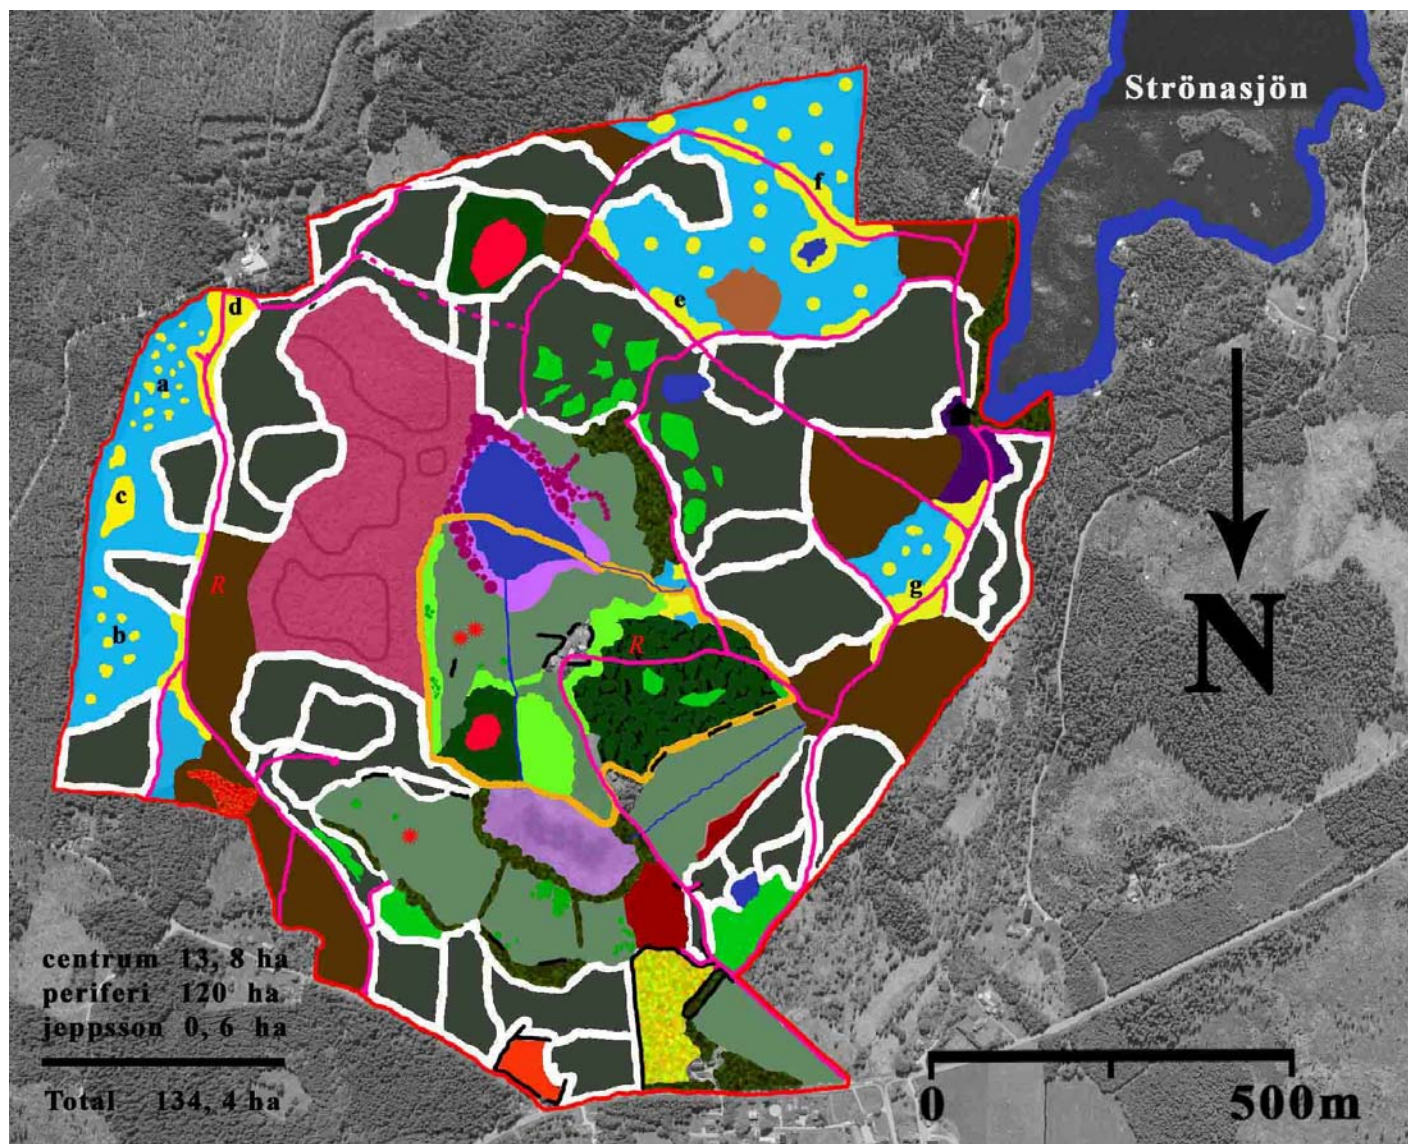 Strönasjön
f
d
e
a
c
R
g
b
R
N
centrum 13, 8 ha
periferi 120 ha
jeppsson 0, 6 ha
Total 134, 4 ha
0 500m